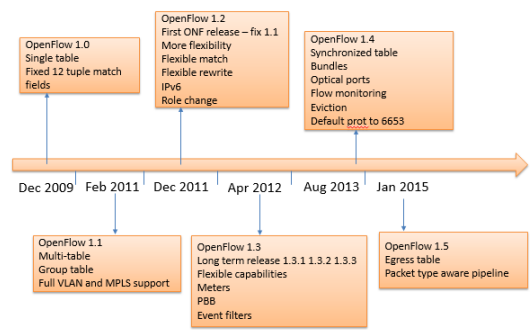 OpenFlow 1.0
Single table
Fixed 12 tuple match
fields
OpenFlow 1.2
First ONF release – fix 1.1
More flexibility
Flexible match
Flexible rewrite
IPv6
Role change
OpenFlow 1.4
Synchronized table
Bundles
Optical ports
Flow monitoring
Eviction
Default prot to 6653
Dec 2009
Feb 2011
Dec 2011
Apr 2012
Aug 2013
Jan 2015
OpenFlow 1.1
Multi-table
Group table
Full VLAN and MPLS support
OpenFlow 1.3
Long term release 1.3.1 1.3.2 1.3.3
Flexible capabilities
Meters
PBB
Event filters
OpenFlow 1.5
Egress table
Packet type aware pipeline